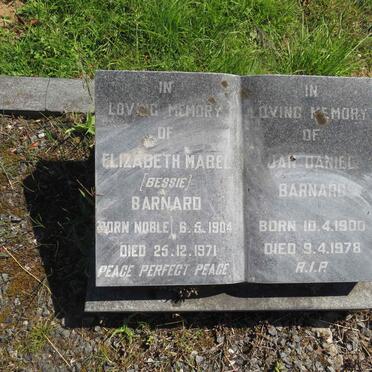 IN
LOVING MEMORY
OF
ELIZABETH MABEL
[BESSIE]
BARNARD
BORN NOBLE 6.5.1904
DIED 25.12.1971
PEACE PERFECT PEACE
IN
LOVING MEMORY
OF
JAN DANIEL
BARNARD
BORN 10.4.1900
DIED 9.4.1978
R.I.P.